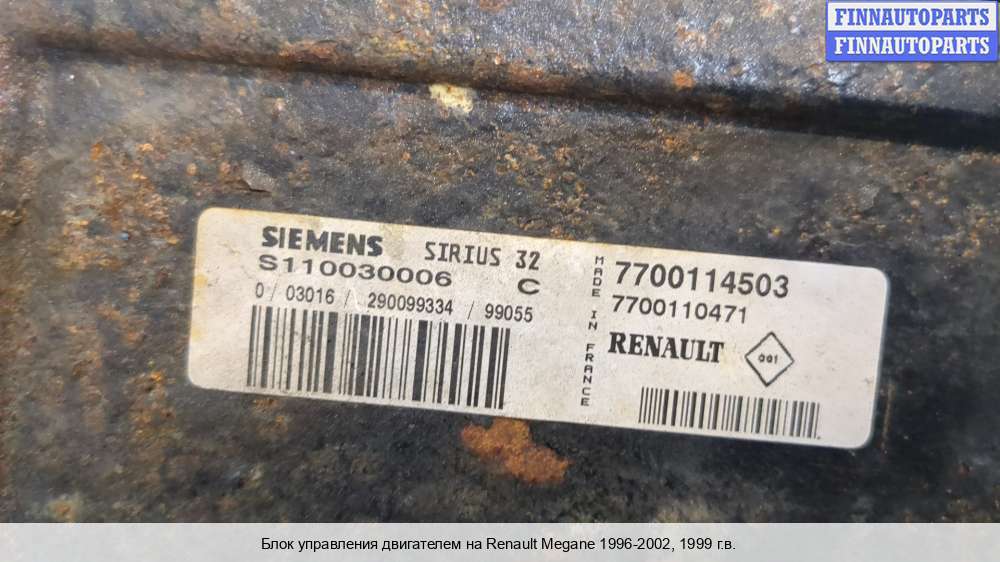 FINNAUTOPARTS
FINNAUTOPARTS
SIEMENS SIRIUS 32
S110030006 C
0/ 03016 / 290099334 / 99055
MADE IN FRANCE
7700114503
7700110471
RENAULT
001
Блок управления двигателем на Renault Megane 1996-2002, 1999 г.в.